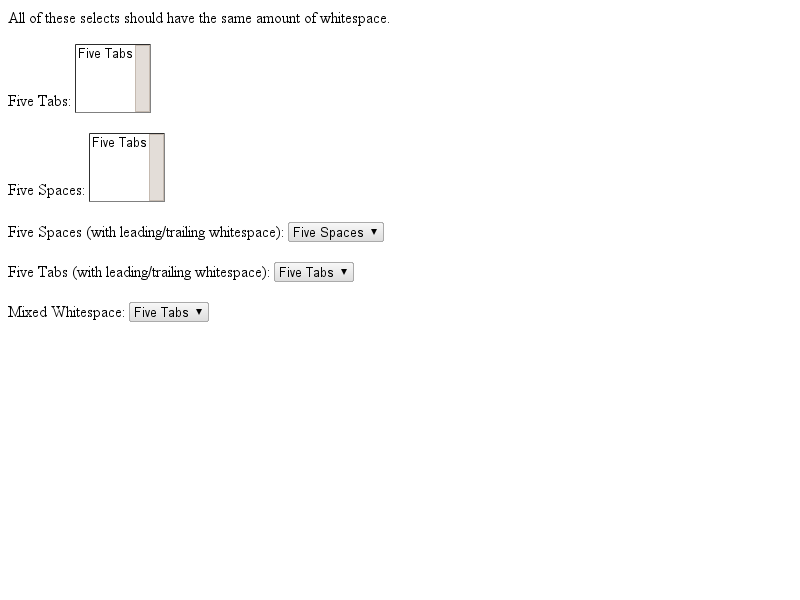 All of these selects should have the same amount of whitespace.
Five Tabs
Five Tabs:
Five Tabs
Five Spaces:
Five Spaces (with leading/trailing whitespace): Five Spaces ▼
Five Tabs (with leading/trailing whitespace): Five Tabs ▼
Mixed Whitespace: Five Tabs ▼